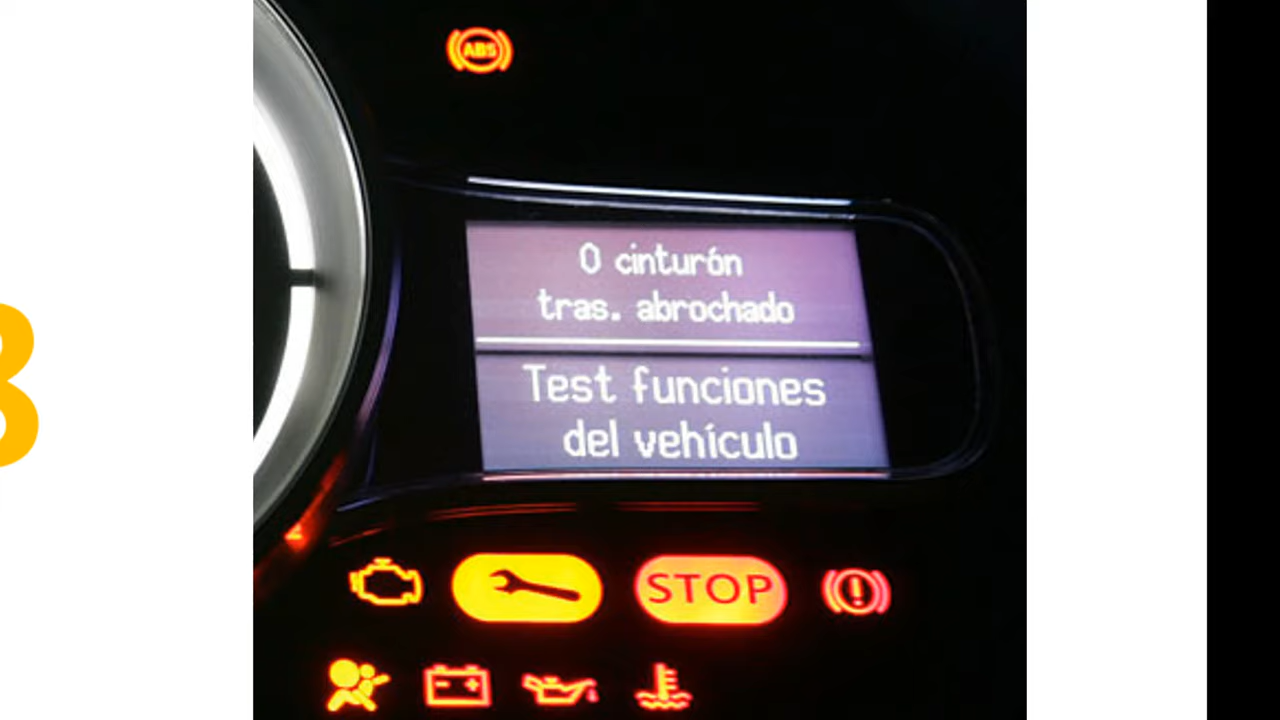 ABS
0 cinturón
tras. abrochado
Test funciones
del vehículo
STOP